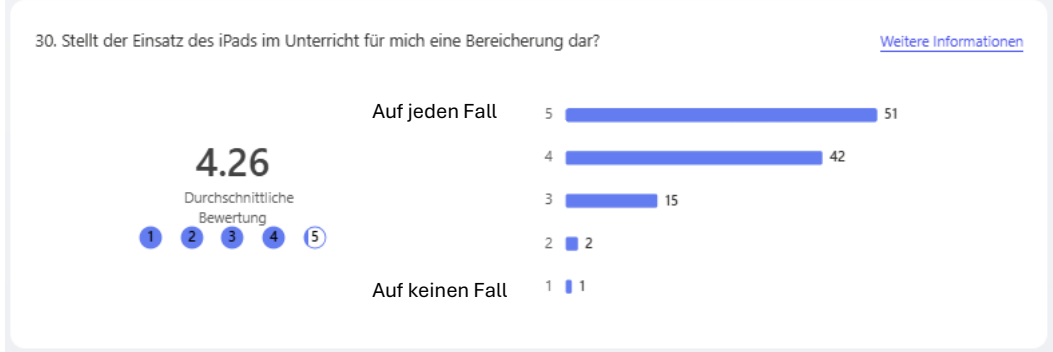 30. Stellt der Einsatz des iPads im Unterricht für mich eine Bereicherung dar?
Weitere Informationen
4.26
Durchschnittliche
Bewertung
1 2 3 4 5
Auf jeden Fall
5 51
4 42
3 15
2 2
Auf keinen Fall
1 1